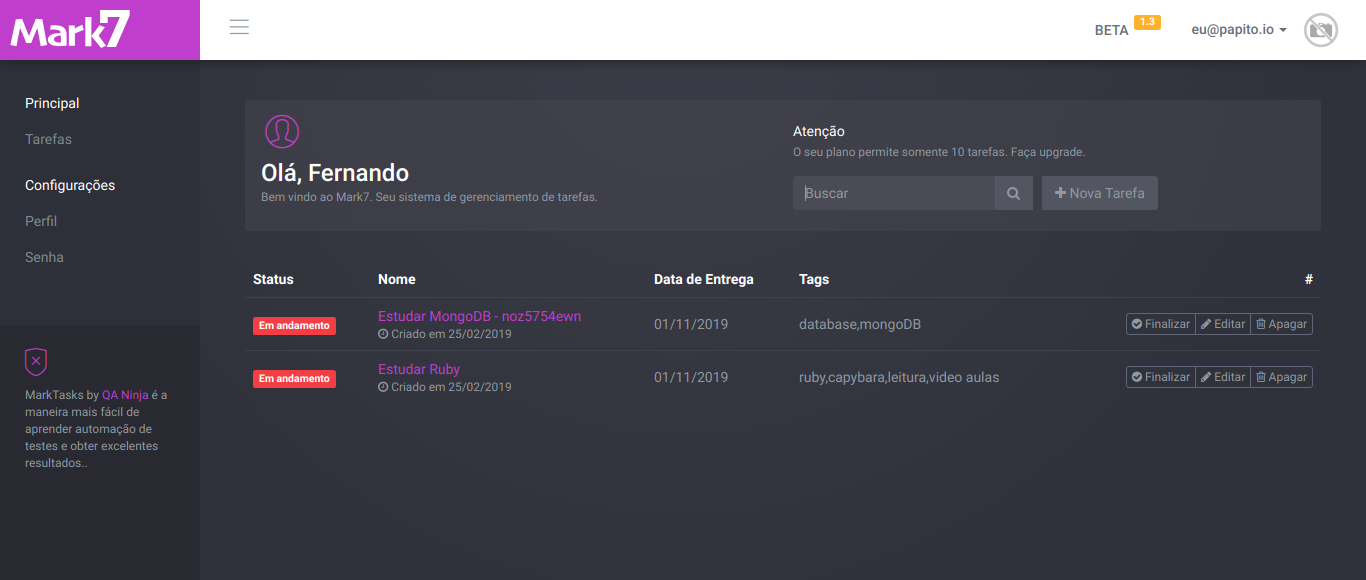 Mark7
BETA 1.3
eu@papito.io
Principal
Tarefas
Configurações
Perfil
Senha
MarkTasks by QA Ninja é a
maneira mais fácil de
aprender automação de
testes e obter excelentes
resultados..
Olá, Fernando
Bem vindo ao Mark7. Seu sistema de gerenciamento de tarefas.
Atenção
O seu plano permite somente 10 tarefas. Faça upgrade.
Buscar
Nova Tarefa
Status Nome Data de Entrega Tags #
Em andamento Estudar MongoDB - noz5754ewn 01/11/2019 database,mongoDB Finalizar Editar Apagar
Criado em 25/02/2019
Em andamento Estudar Ruby 01/11/2019 ruby,capybara,leitura,video aulas Finalizar Editar Apagar
Criado em 25/02/2019